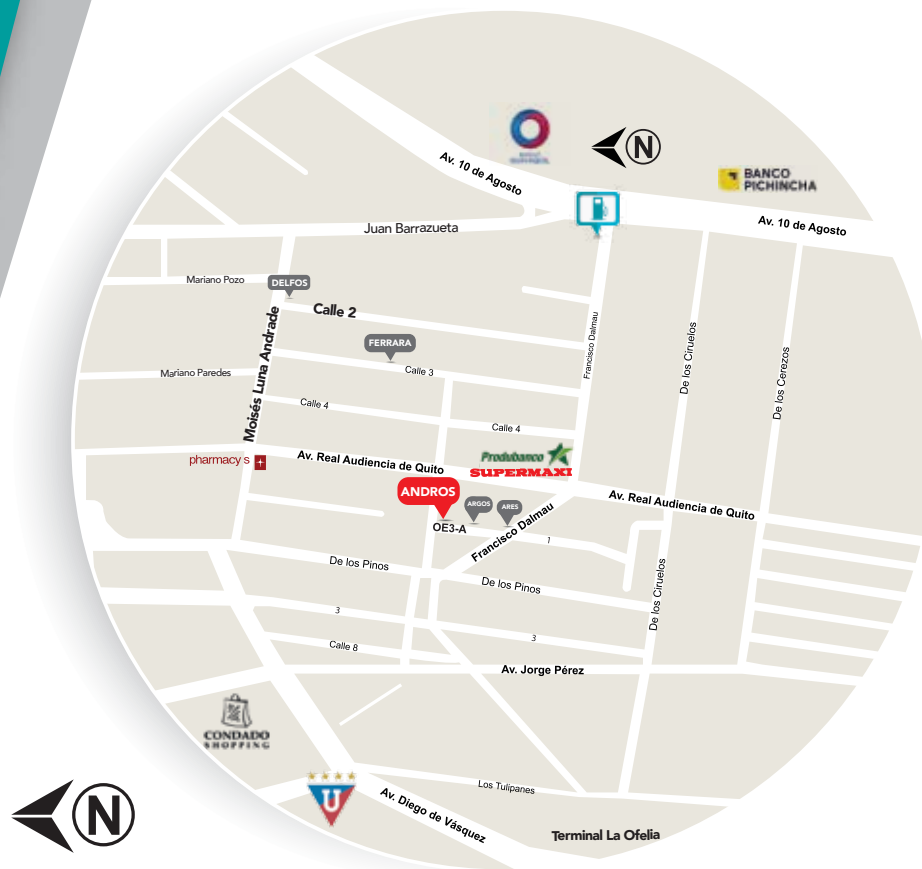 N
BANCO
PICHINCHA
Av. 10 de Agosto
Av. 10 de Agosto
Juan Barrazueta
Mariano Pozo
DELFOS
Calle 2
Francisco Dalmau
De los Ciruelos
De los Cerezos
FERRARA
Calle 3
Mariano Paredes
Moisés Luna Andrade
Calle 4
Calle 4
pharmacy s
Av. Real Audiencia de Quito
Produbanco
SUPERMAXI
ANDROS
ARGOS
ARES
Av. Real Audiencia de Quito
OE3-A
Francisco Dalmau
1
De los Pinos
De los Pinos
De los Ciruelos
3
3
Calle 8
Av. Jorge Pérez
CONDADO
SHOPPING
U
Los Tulipanes
Av. Diego de Vásquez
Terminal La Ofelia
N